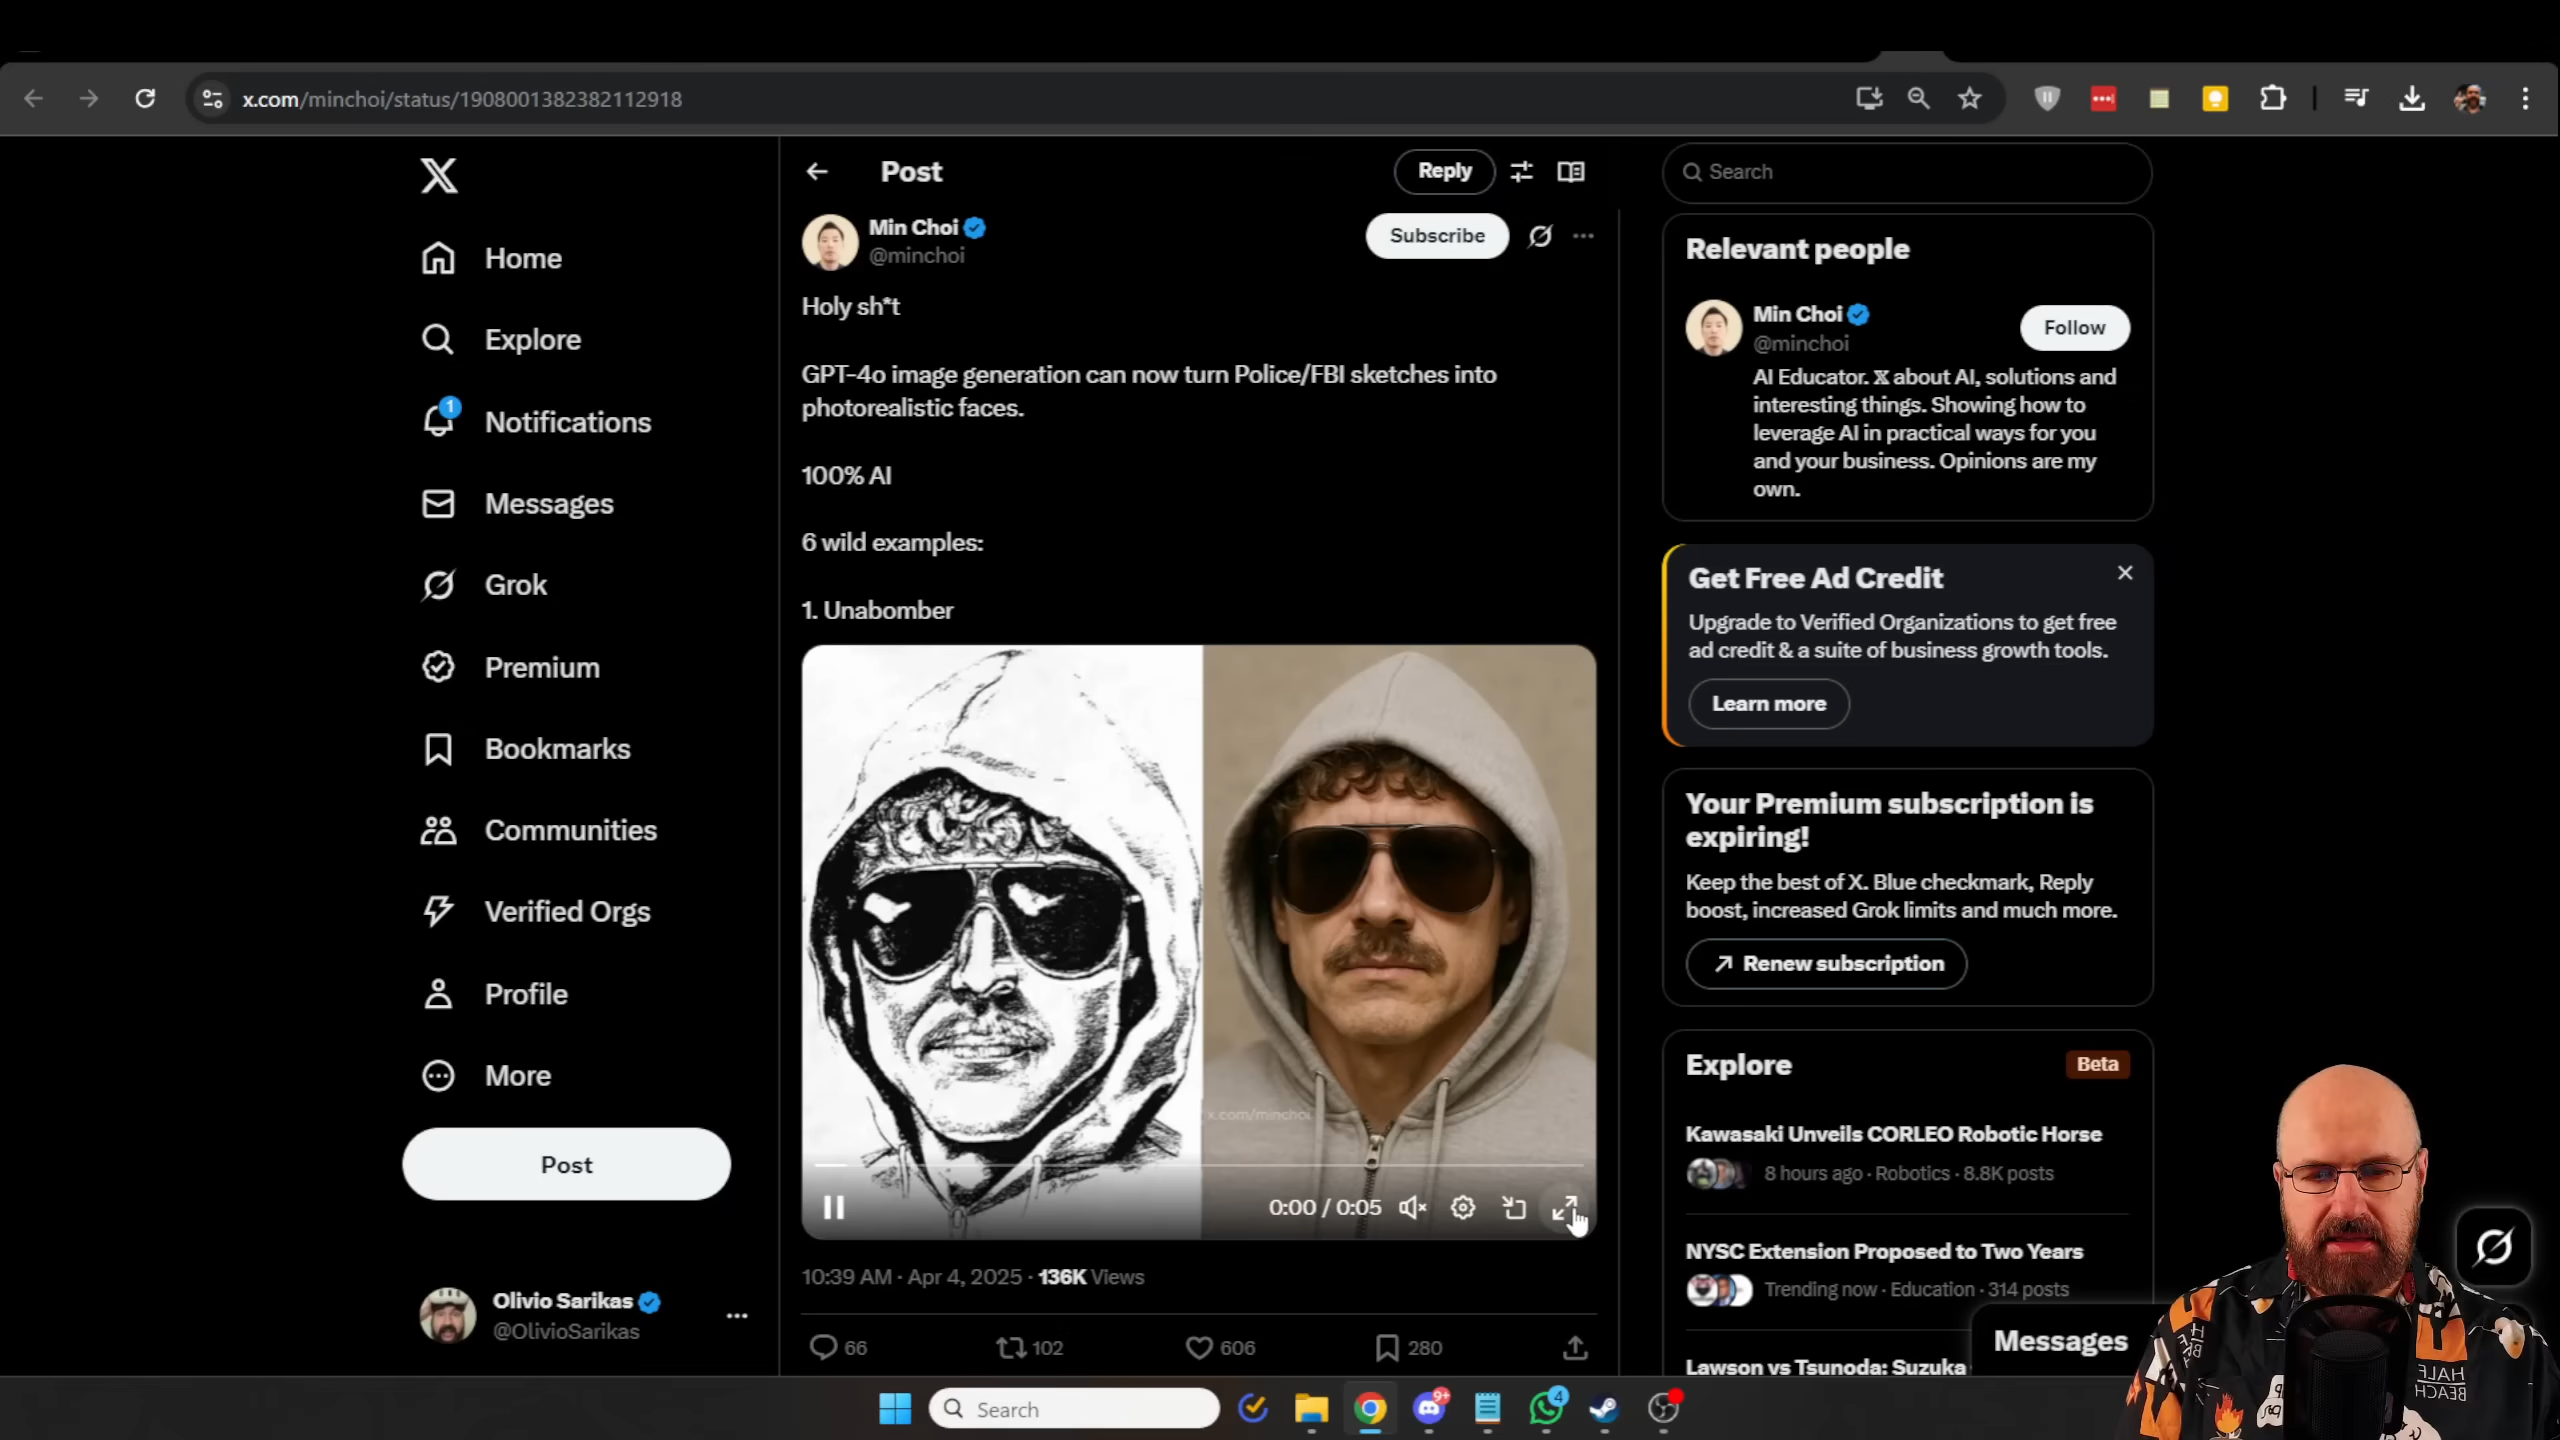 x.com/minchoi/status/1908001382382112918
Post
Reply
Search
Min Choi
@minchoi
Subscribe
Holy sh*t
GPT-4o image generation can now turn Police/FBI sketches into
photorealistic faces.
100% AI
6 wild examples:
1. Unabomber
x.com/minchoi
0:00 / 0:05
10:39 AM · Apr 4, 2025 · 136K Views
66
102
606
280
Home
Explore
1
Notifications
Messages
Grok
Premium
Bookmarks
Communities
Verified Orgs
Profile
More
Post
Olivio Sarikas
@OlivioSarikas
Relevant people
Min Choi
@minchoi
Follow
AI Educator. 𝕏 about AI, solutions and
interesting things. Showing how to
leverage AI in practical ways for you
and your business. Opinions are my
own.
Get Free Ad Credit
Upgrade to Verified Organizations to get free
ad credit & a suite of business growth tools.
Learn more
Your Premium subscription is
expiring!
Keep the best of X. Blue checkmark, Reply
boost, increased Grok limits and much more.
Renew subscription
Explore
Beta
Kawasaki Unveils CORLEO Robotic Horse
8 hours ago · Robotics · 8.8K posts
NYSC Extension Proposed to Two Years
Trending now · Education · 314 posts
Lawson vs Tsunoda: Suzuka
Messages
HALF
BEACH
Search
9+
4